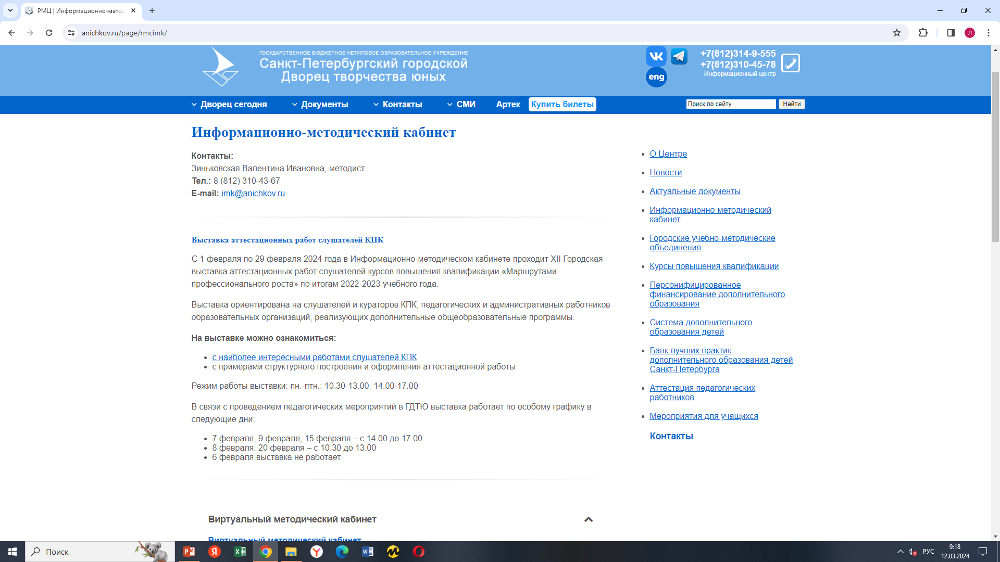 РМЦ | Информационно-метод
anichkov.ru/page/rmcimk/
Л
ГОСУДАРСТВЕННОЕ БЮДЖЕТНОЕ НЕТИПОВОЕ ОБРАЗОВАТЕЛЬНОЕ УЧРЕЖДЕНИЕ
Санкт-Петербургский городской
Дворец творчества юных
eng
+7(812)314-9-555
+7(812)310-45-78
Информационный центр
Дворец сегодня
Документы
Контакты
СМИ
Артек
Купить билеты
Поиск по сайту
Найти
Информационно-методический кабинет
Контакты:
Зиньковская Валентина Ивановна, методист
Тел.: 8 (812) 310-43-67
E-mail: imk@anichkov.ru
Выставка аттестационных работ слушателей КПК
С 1 февраля по 29 февраля 2024 года в Информационно-методическом кабинете проходит XII Городская
выставка аттестационных работ слушателей курсов повышения квалификации «Маршрутами
профессионального роста» по итогам 2022-2023 учебного года.
Выставка ориентирована на слушателей и кураторов КПК, педагогических и административных работников
образовательных организаций, реализующих дополнительные общеобразовательные программы.
На выставке можно ознакомиться:
с наиболее интересными работами слушателей КПК
с примерами структурного построения и оформления аттестационной работы
Режим работы выставки: пн.-птн.: 10.30-13.00, 14.00-17.00
В связи с проведением педагогических мероприятий в ГДТЮ выставка работает по особому графику в
следующие дни:
7 февраля, 9 февраля, 15 февраля – с 14.00 до 17.00
8 февраля, 20 февраля – с 10.30 до 13.00
6 февраля выставка не работает.
Виртуальный методический кабинет
Виртуальный методический кабинет
О Центре
Новости
Актуальные документы
Информационно-методический
кабинет
Городские учебно-методические
объединения
Курсы повышения квалификации
Персонифицированное
финансирование дополнительного
образования
Система дополнительного
образования детей
Банк лучших практик
дополнительного образования детей
Санкт-Петербурга
Аттестация педагогических
работников
Мероприятия для учащихся
Контакты
Поиск
РУС
9:18
12.03.2024